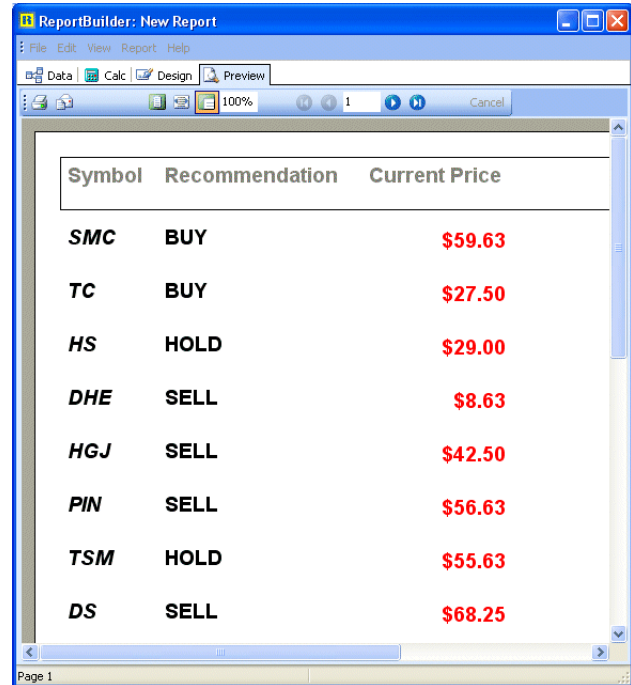 ReportBuilder: New Report
File Edit View Report Help
Data Calc Design Preview
100% 1 Cancel
Symbol Recommendation Current Price
SMC BUY $59.63
TC BUY $27.50
HS HOLD $29.00
DHE SELL $8.63
HGJ SELL $42.50
PIN SELL $56.63
TSM HOLD $55.63
DS SELL $68.25
Page 1